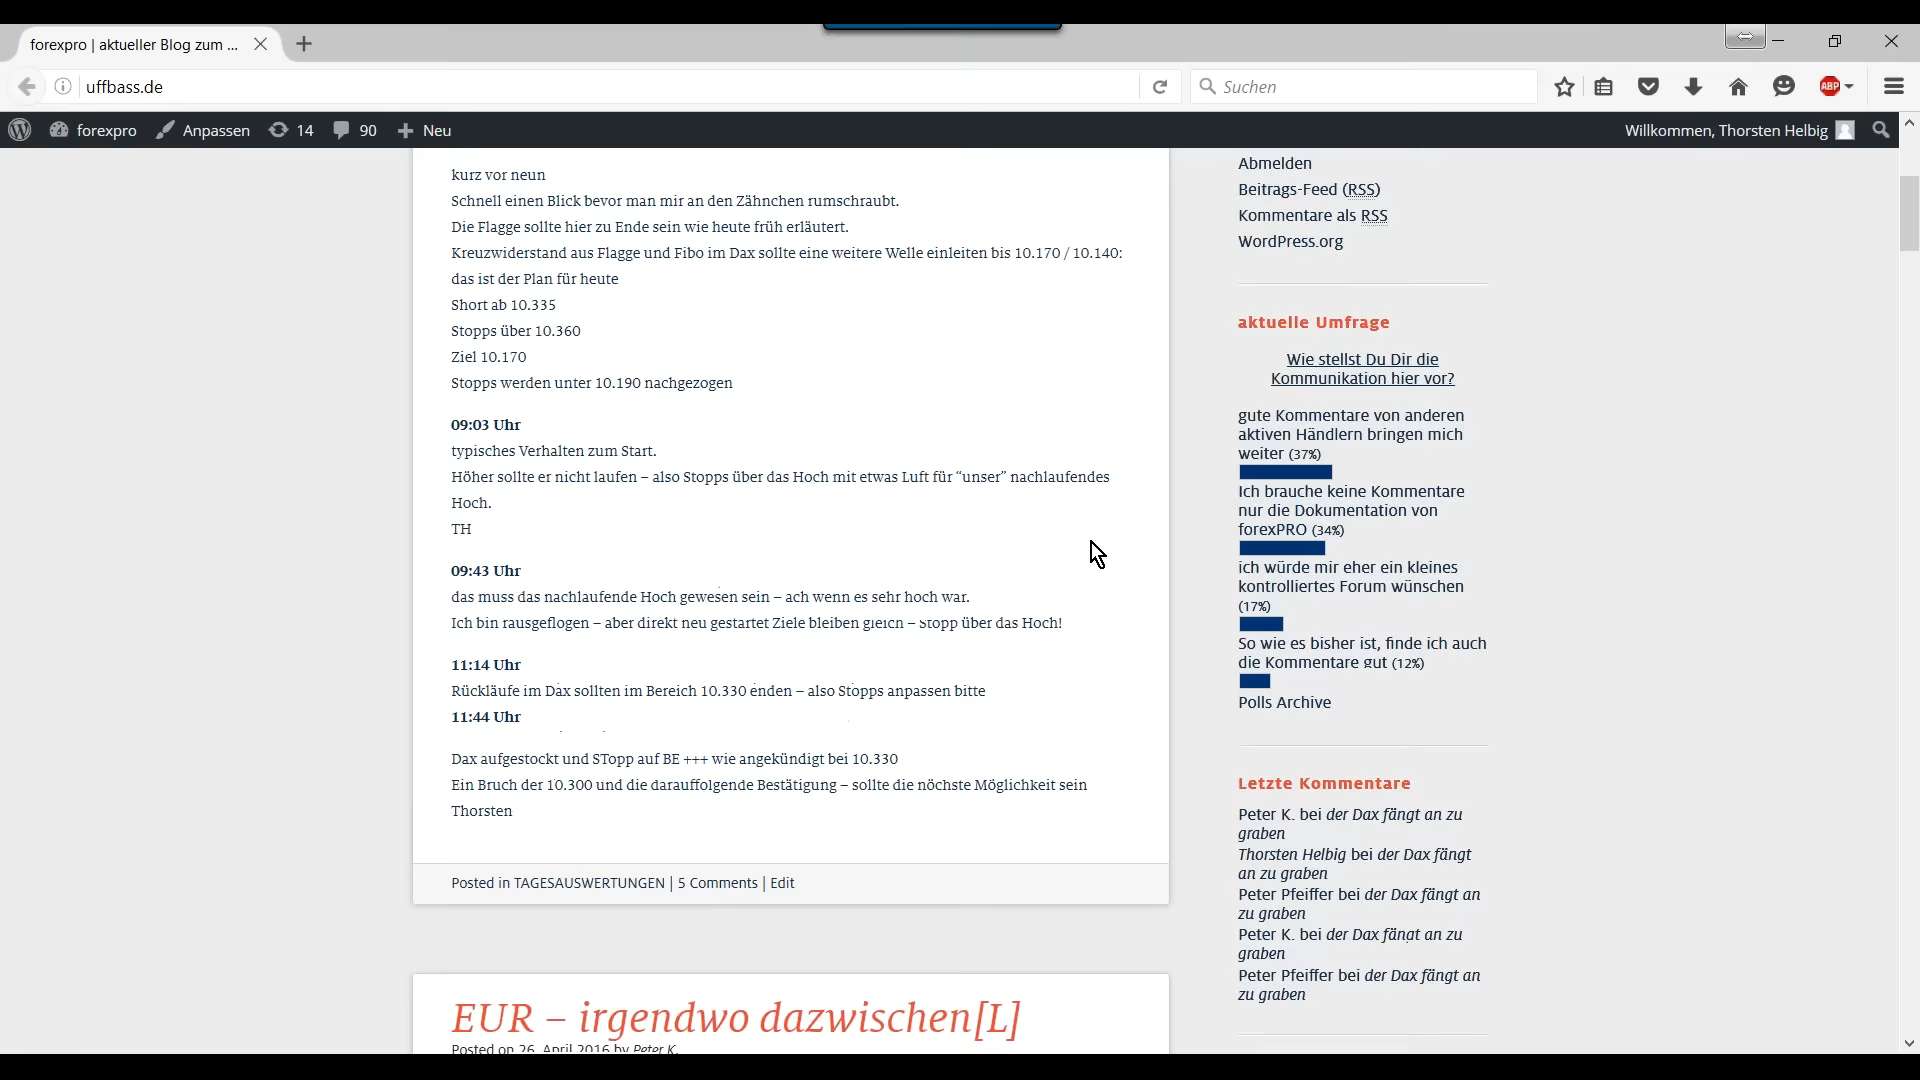 forexpro | aktueller Blog zum ...
uffbass.de
Suchen
ABP
forexpro
Anpassen
14
90
Neu
Willkommen, Thorsten Helbig
kurz vor neun
Schnell einen Blick bevor man mir an den Zähnchen rumschraubt.
Die Flagge sollte hier zu Ende sein wie heute früh erläutert.
Kreuzwiderstand aus Flagge und Fibo im Dax sollte eine weitere Welle einleiten bis 10.170 / 10.140:
das ist der Plan für heute
Short ab 10.335
Stopps über 10.360
Ziel 10.170
Stopps werden unter 10.190 nachgezogen
09:03 Uhr
typisches Verhalten zum Start.
Höher sollte er nicht laufen – also Stopps über das Hoch mit etwas Luft für “unser” nachlaufendes
Hoch.
TH
09:43 Uhr
das muss das nachlaufende Hoch gewesen sein – ach wenn es sehr hoch war.
Ich bin rausgeflogen – aber direkt neu gestartet Ziele bleiben gleich – Stopp über das Hoch!
11:14 Uhr
Rückläufe im Dax sollten im Bereich 10.330 enden – also Stopps anpassen bitte
11:44 Uhr
Dax aufgestockt und STopp auf BE +++ wie angekündigt bei 10.330
Ein Bruch der 10.300 und die darauffolgende Bestätigung – sollte die nöchste Möglichkeit sein
Thorsten
Posted in TAGESAUSWERTUNGEN | 5 Comments | Edit
EUR – irgendwo dazwischen[L]
Posted on 26. April 2016 by Peter K.
Abmelden
Beitrags-Feed (RSS)
Kommentare als RSS
WordPress.org
aktuelle Umfrage
Wie stellst Du Dir die
Kommunikation hier vor?
gute Kommentare von anderen
aktiven Händlern bringen mich
weiter (37%)
Ich brauche keine Kommentare
nur die Dokumentation von
forexPRO (34%)
ich würde mir eher ein kleines
kontrolliertes Forum wünschen
(17%)
So wie es bisher ist, finde ich auch
die Kommentare gut (12%)
Polls Archive
Letzte Kommentare
Peter K. bei der Dax fängt an zu
graben
Thorsten Helbig bei der Dax fängt
an zu graben
Peter Pfeiffer bei der Dax fängt an
zu graben
Peter K. bei der Dax fängt an zu
graben
Peter Pfeiffer bei der Dax fängt an
zu graben